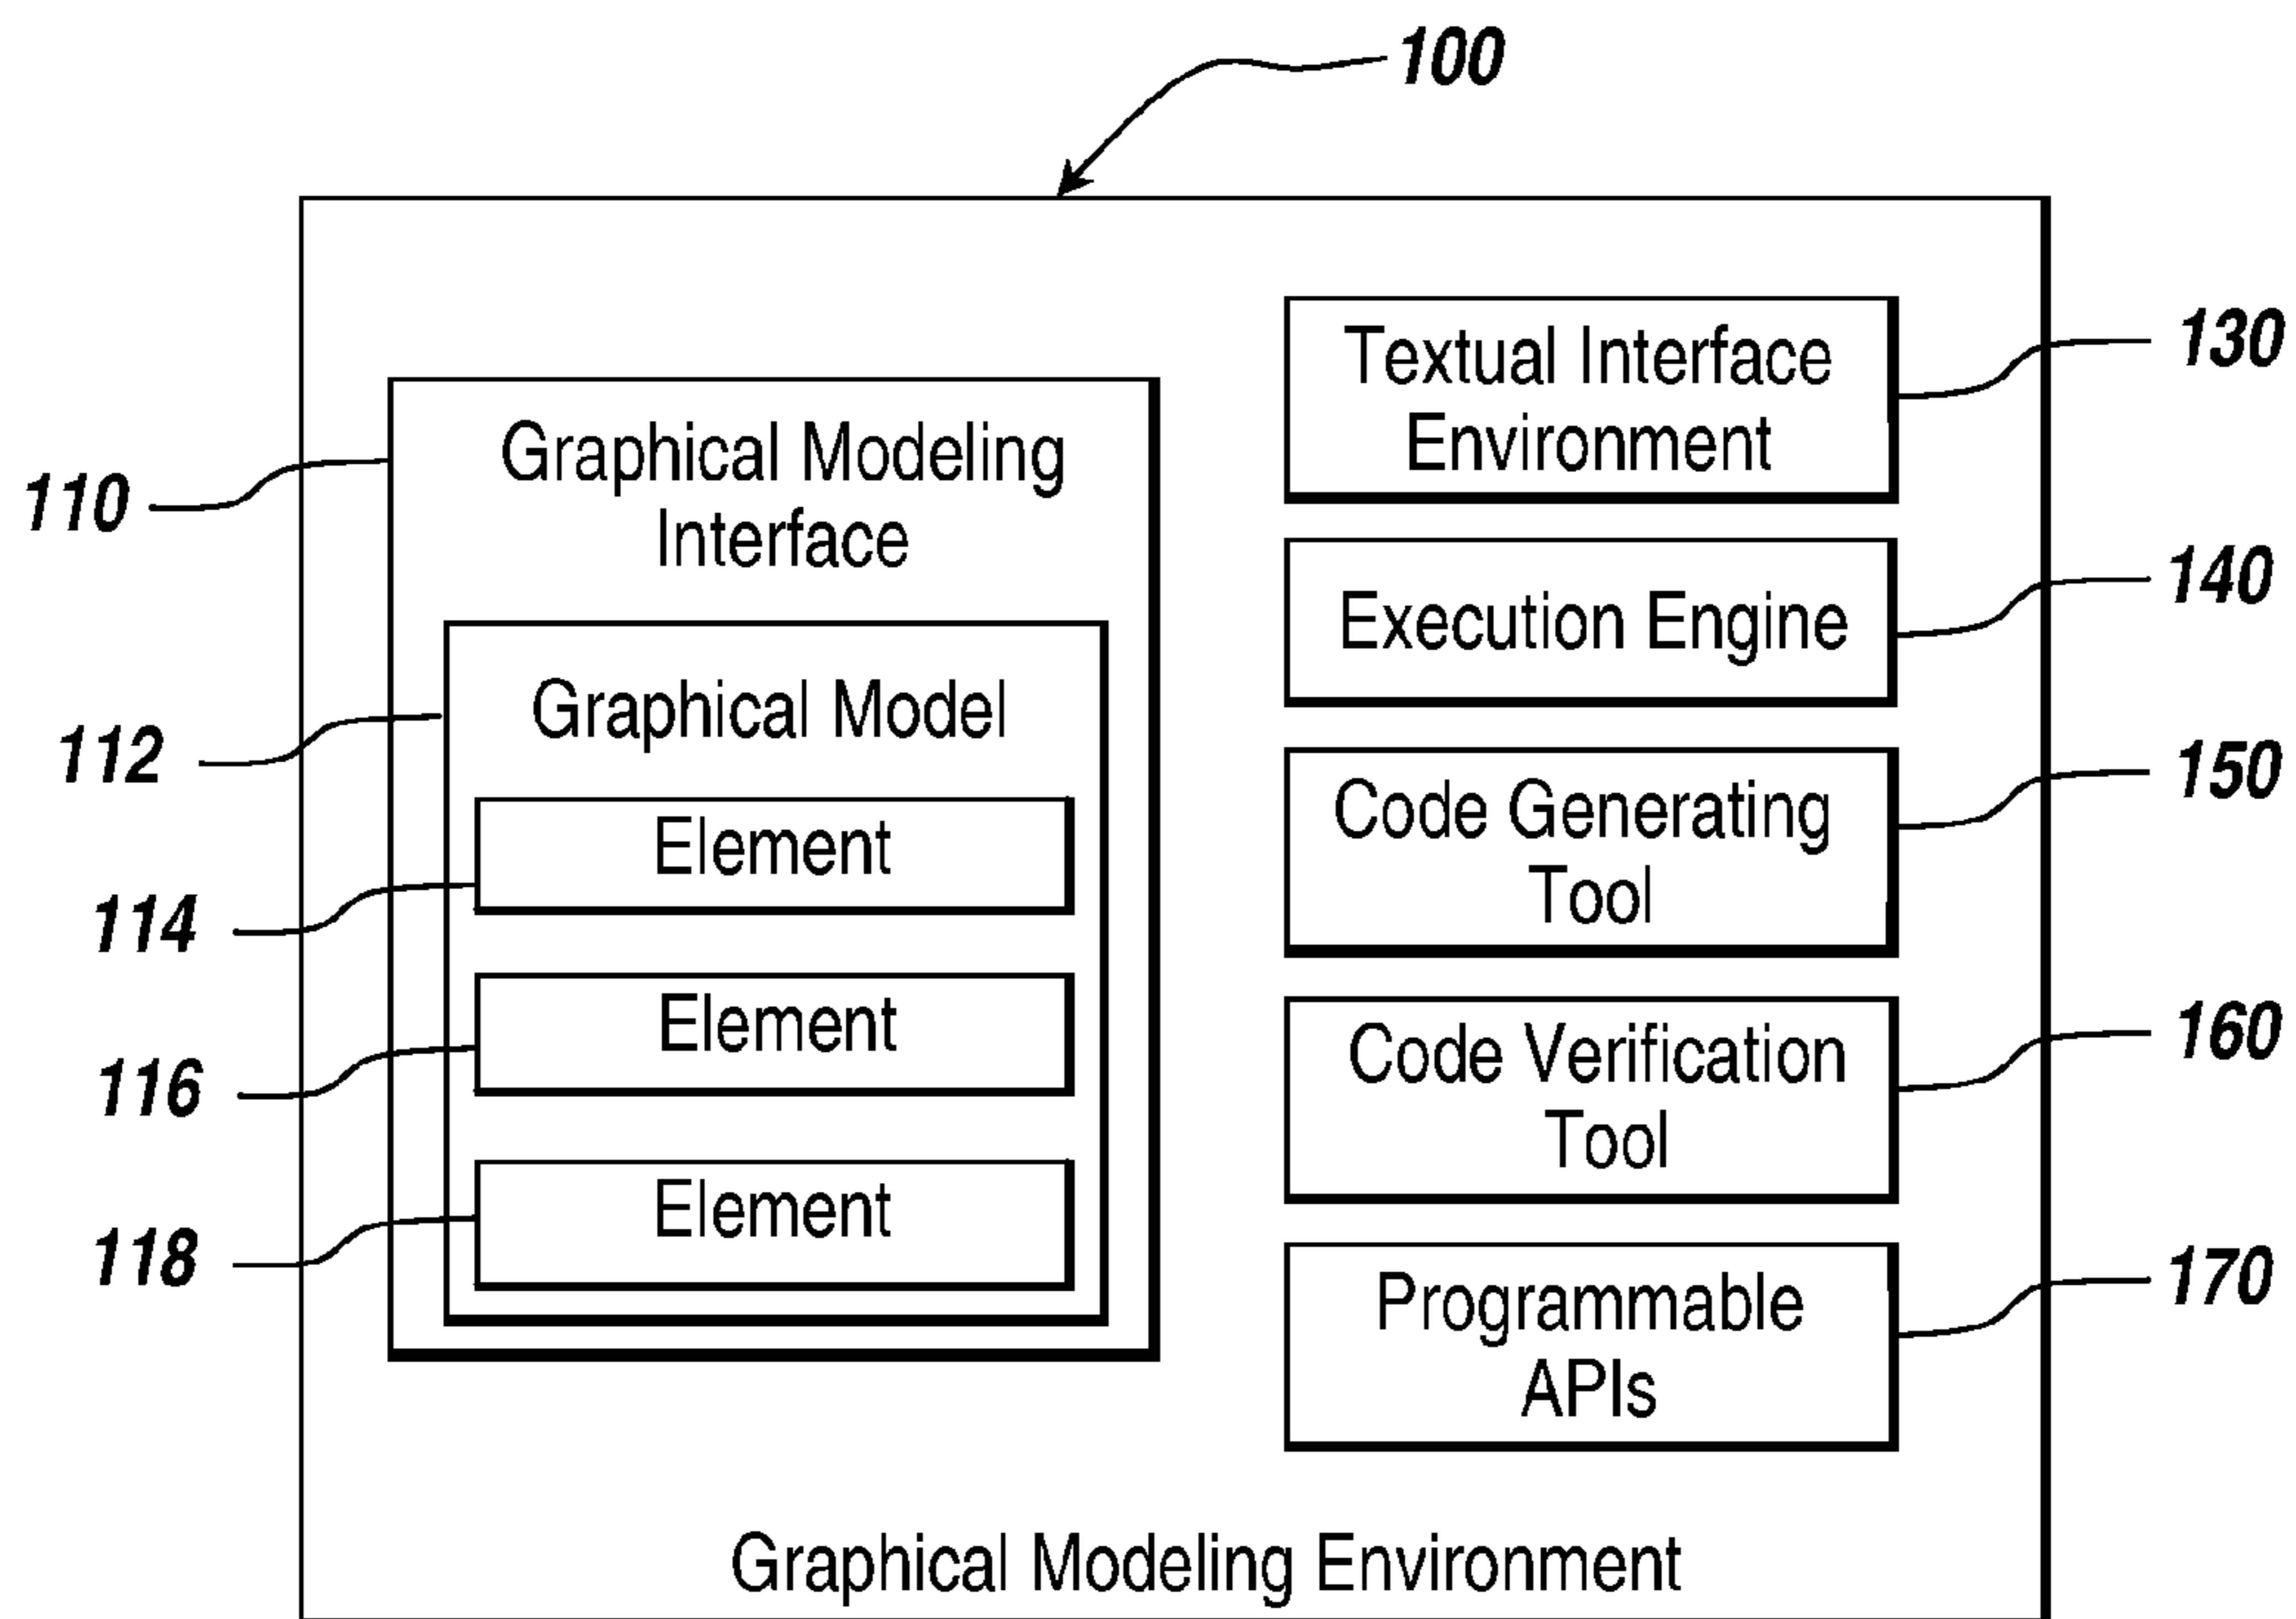 100
130
Textual Interface
Environment
110
Graphical Modeling
Interface
140
Execution Engine
112
Graphical Model
150
Code Generating
Tool
114
Element
116
Element
160
Code Verification
Tool
118
Element
170
Programmable
APIs
Graphical Modeling Environment